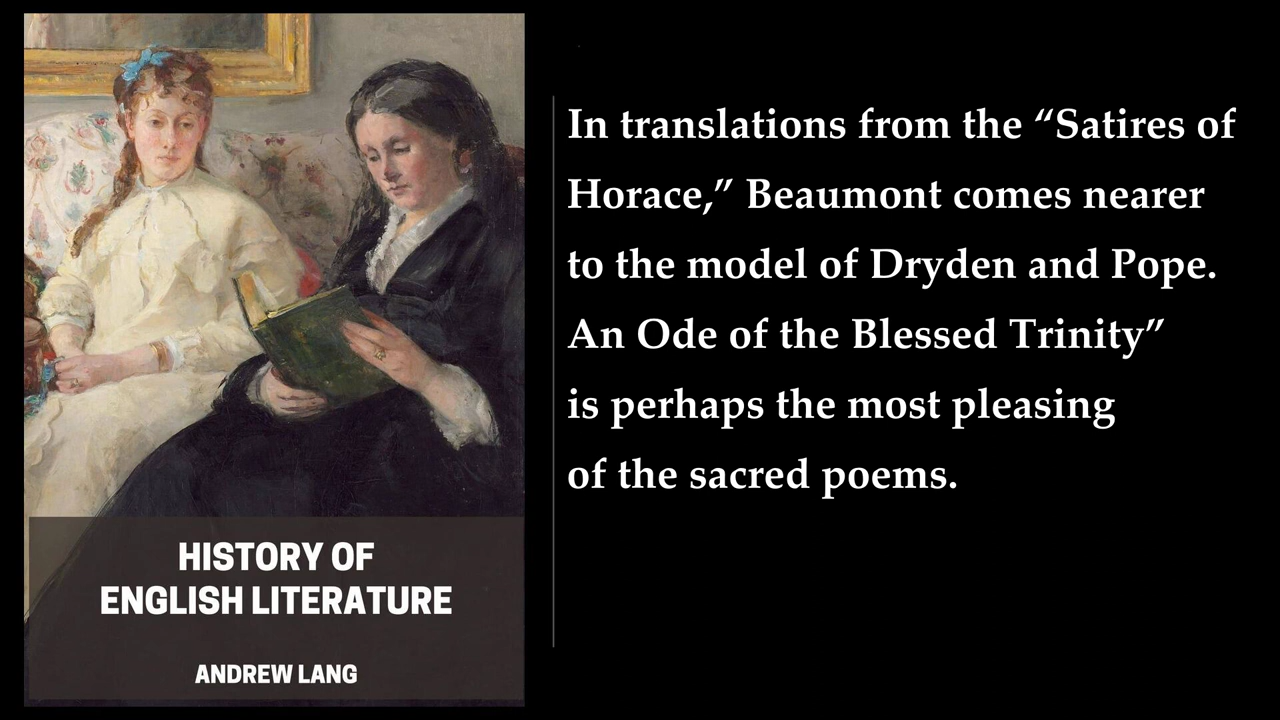 HISTORY OF
ENGLISH LITERATURE
ANDREW LANG
In translations from the “Satires of
Horace,” Beaumont comes nearer
to the model of Dryden and Pope.
An Ode of the Blessed Trinity”
is perhaps the most pleasing
of the sacred poems.